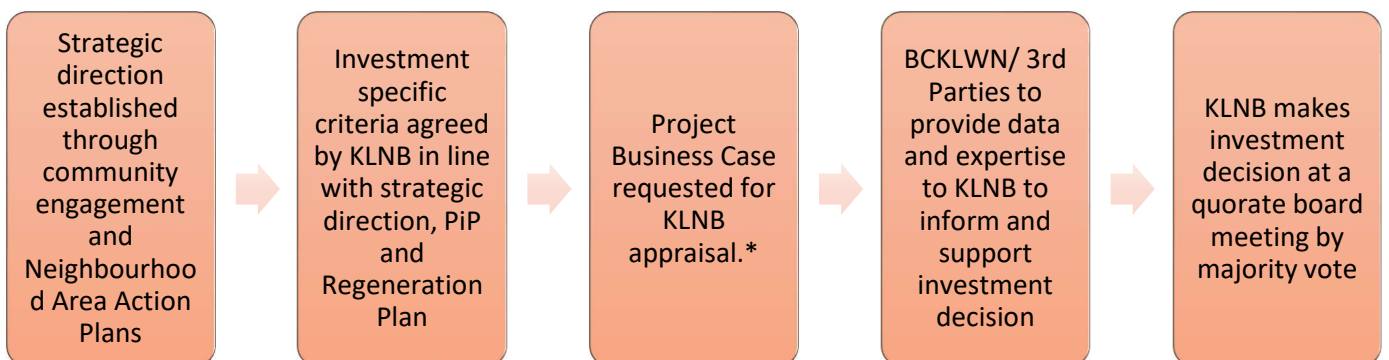 Strategic
direction
established
through
community
engagement
and
Neighbourhoo
d Area Action
Plans
Investment
specific
criteria agreed
by KLNB in line
with strategic
direction, PiP
and
Regeneration
Plan
Project
Business Case
requested for
KLNB
appraisal.*
BCKLWN/ 3rd
Parties to
provide data
and expertise
to KLNB to
inform and
support
investment
decision
KLNB makes
investment
decision at a
quorate board
meeting by
majority vote